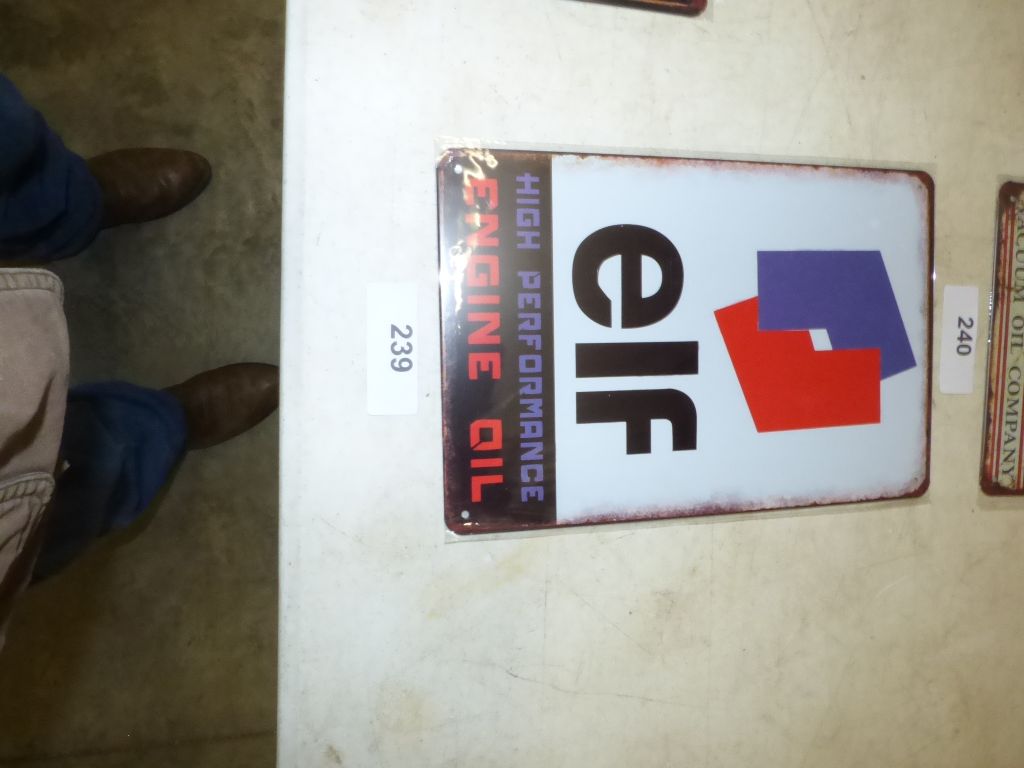 elf
HIGH PERFORMANCE
ENGINE OIL
239
240
VACUUM OIL COMPANY